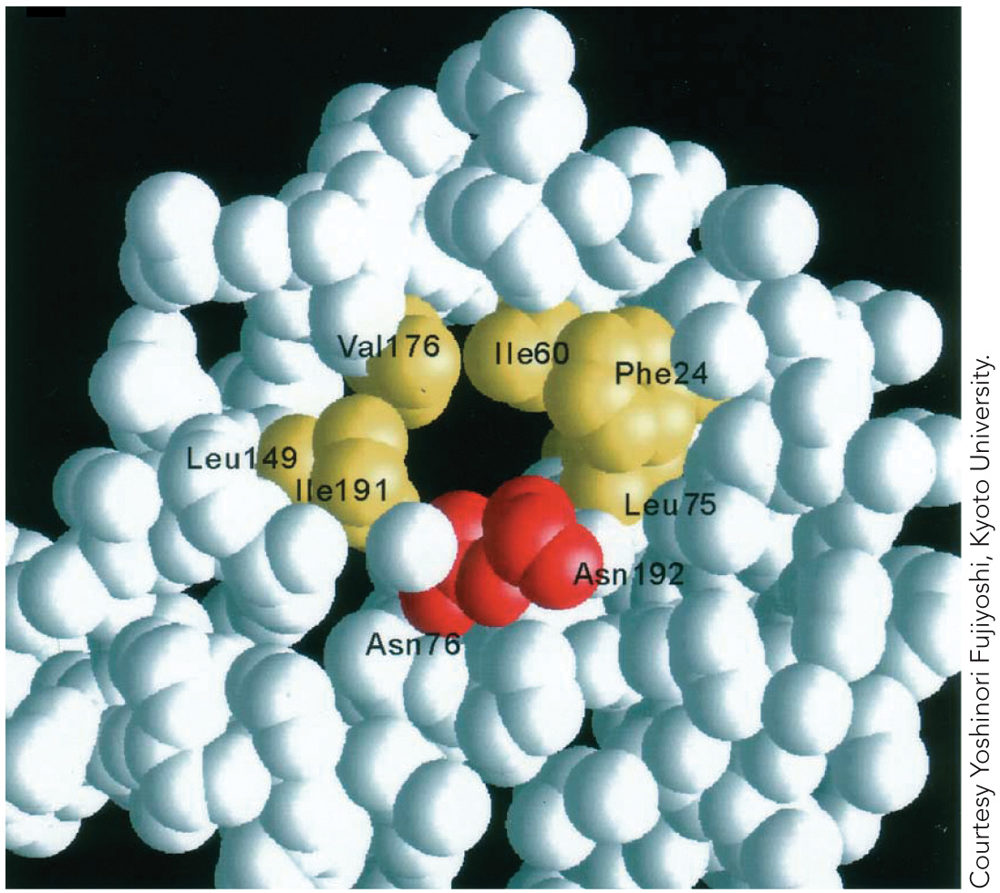 Val176
Ile60
Phe24
Leu149
Ile191
Leu75
Asn192
Asn76
Courtesy Yoshinori Fujiyoshi, Kyoto University.